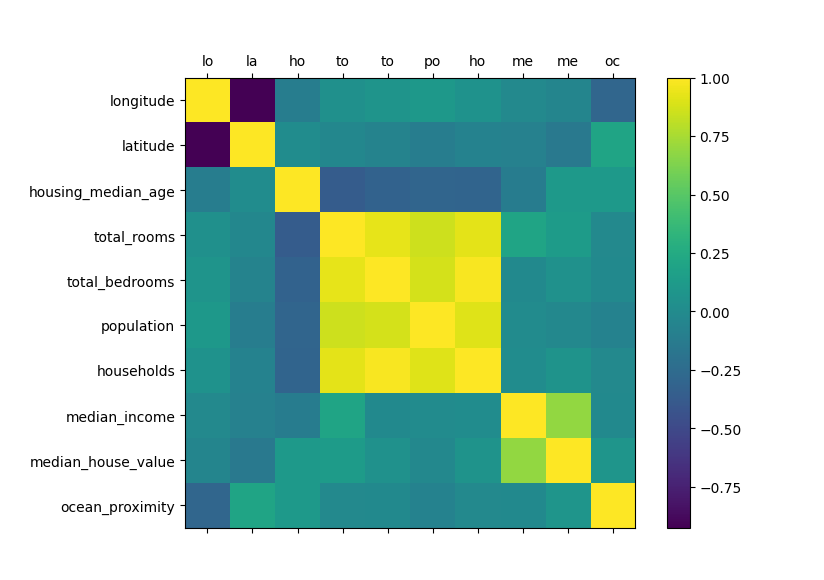 lo la ho to to po ho me me oc
longitude
latitude
housing_median_age
total_rooms
total_bedrooms
population
households
median_income
median_house_value
ocean_proximity
1.00
0.75
0.50
0.25
0.00
−0.25
−0.50
−0.75